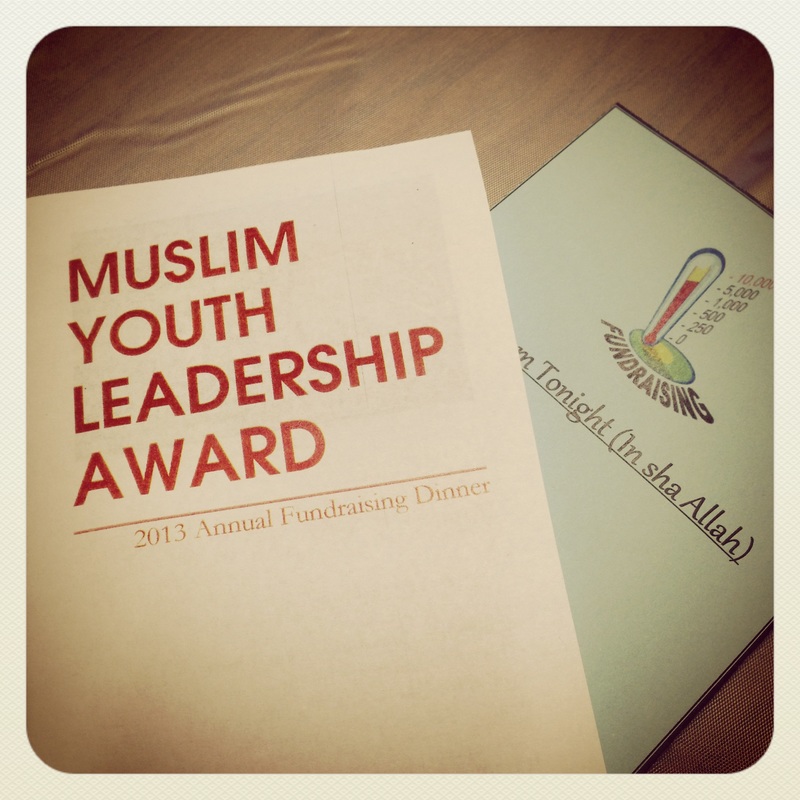 MUSLIM
YOUTH
LEADERSHIP
AWARD
2013 Annual Fundraising Dinner
- 10,000
- 5,000
- 1,000
- 500
- 250
- 0
FUNDRAISING
Tonight (In sha Allah)